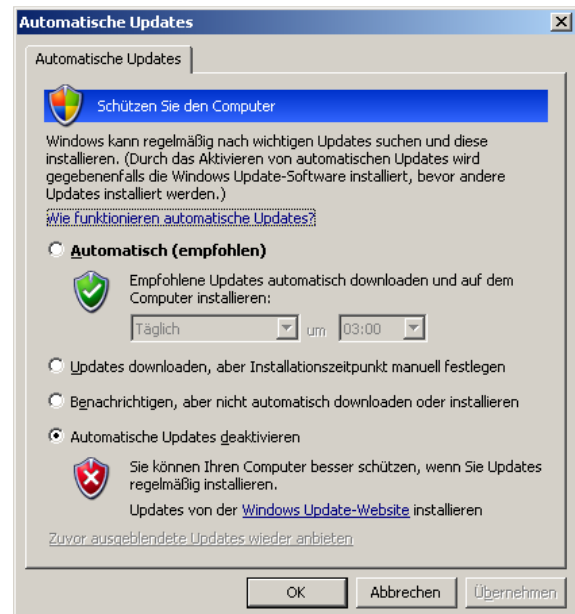 Automatische Updates
Automatische Updates
Schützen Sie den Computer
Windows kann regelmäßig nach wichtigen Updates suchen und diese
installieren. (Durch das Aktivieren von automatischen Updates wird
gegebenenfalls die Windows Update-Software installiert, bevor andere
Updates installiert werden.)
Wie funktionieren automatische Updates?
Automatisch (empfohlen)
Empfohlene Updates automatisch downloaden und auf dem
Computer installieren:
Täglich um 03:00
Updates downloaden, aber Installationszeitpunkt manuell festlegen
Benachrichtigen, aber nicht automatisch downloaden oder installieren
Automatische Updates deaktivieren
Sie können Ihren Computer besser schützen, wenn Sie Updates
regelmäßig installieren.
Updates von der Windows Update-Website installieren
Zuvor ausgeblendete Updates wieder anbieten
OK Abbrechen Übernehmen